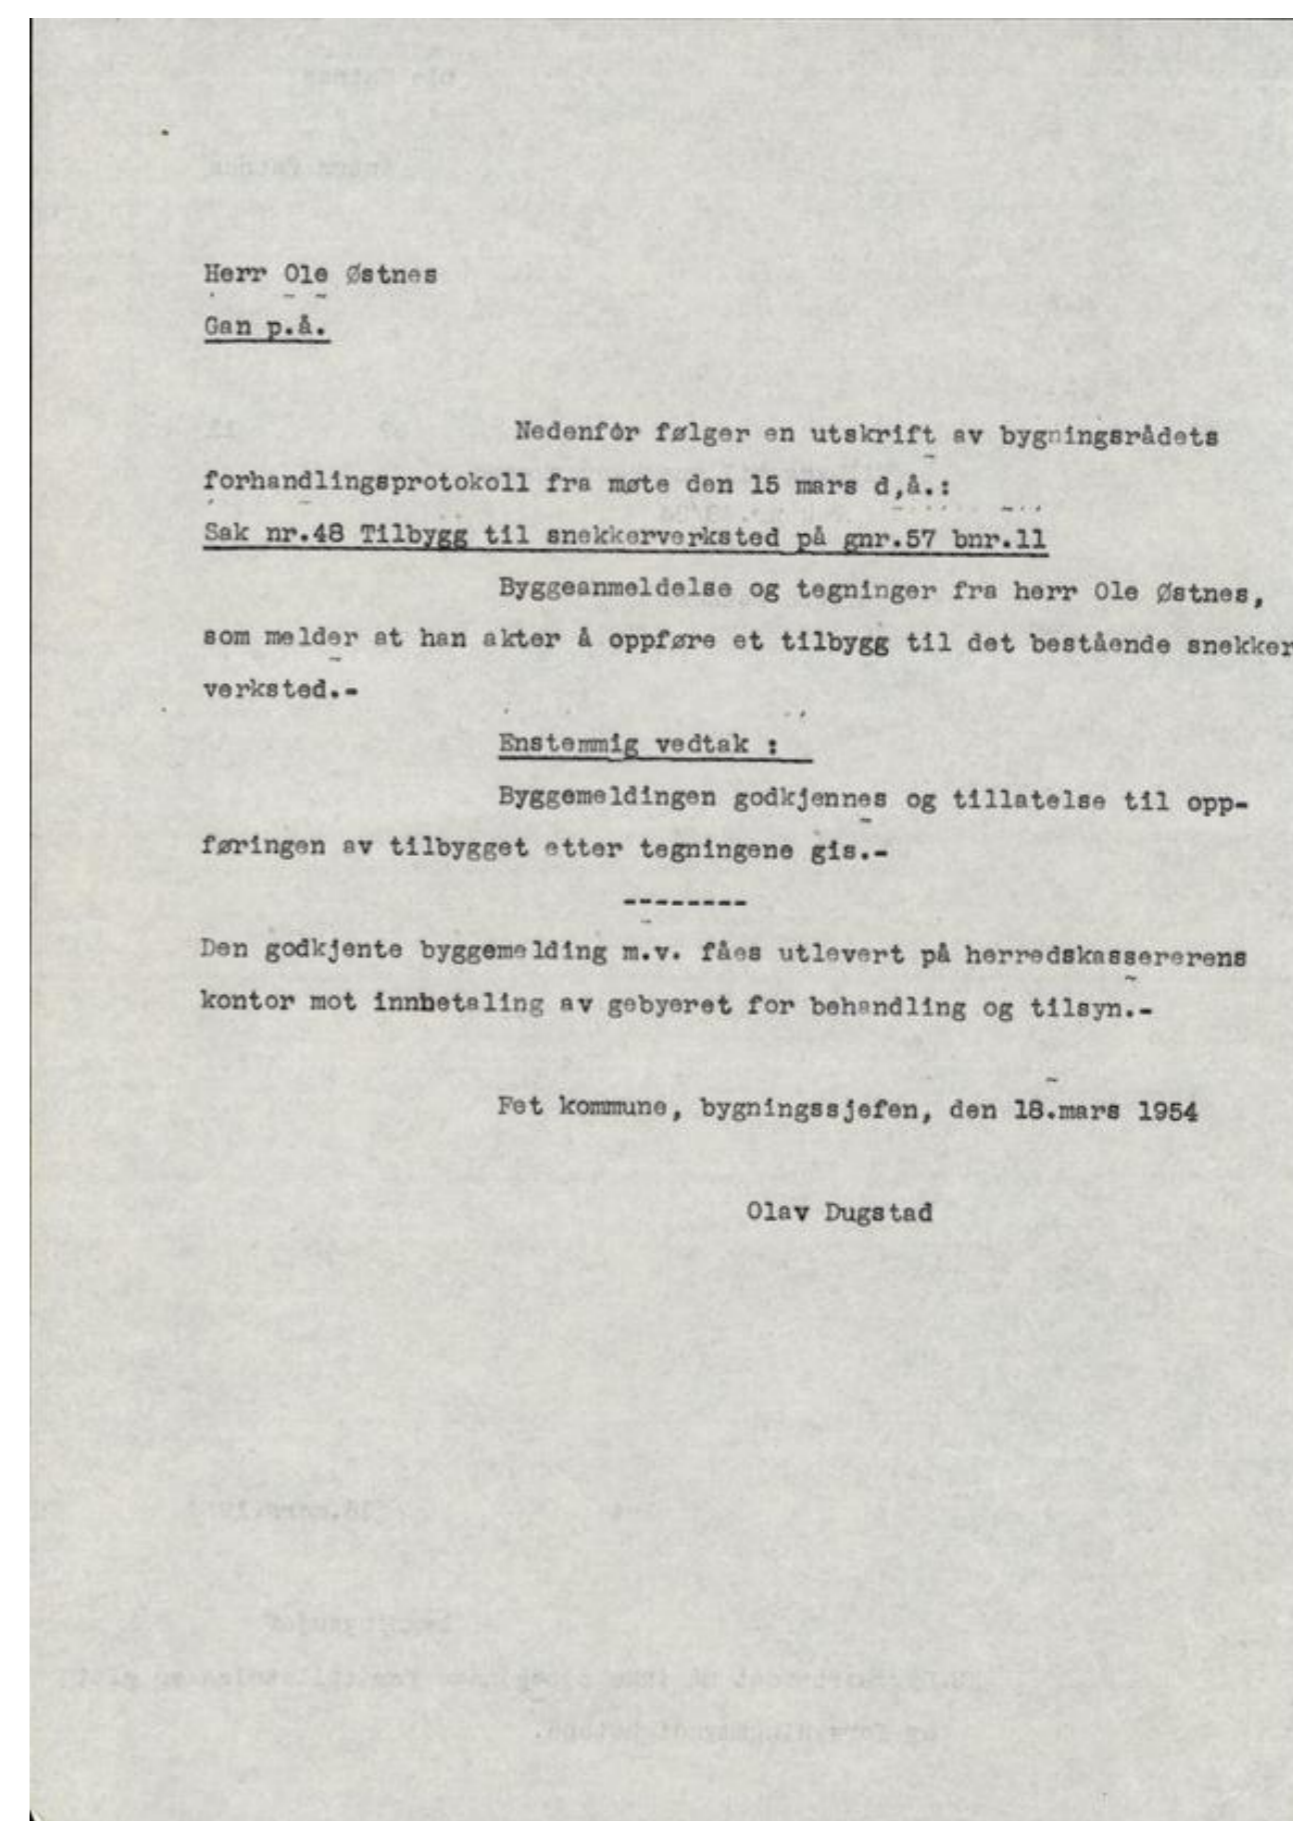 Herr Ole Østnes
Gan p.å.
Nedenfor følger en utskrift av bygningsrådets
forhandlingsprotokoll fra møte den 15 mars d,å.:
Sak nr.48 Tilbygg til snekkerverksted på gnr.57 bnr.11
Byggeanmeldelse og tegninger fra herr Ole Østnes,
som melder at han akter å oppføre et tilbygg til det bestående snekker
verksted.-
Enstemmig vedtak :
Byggemeldingen godkjennes og tillatelse til opp-
føringen av tilbygget etter tegningene gis.-
--------
Den godkjente byggemelding m.v. fåes utlevert på herredskassererens
kontor mot innbetaling av gebyeret for behandling og tilsyn.-
Fet kommune, bygningssjefen, den 18.mars 1954
Olav Dugstad